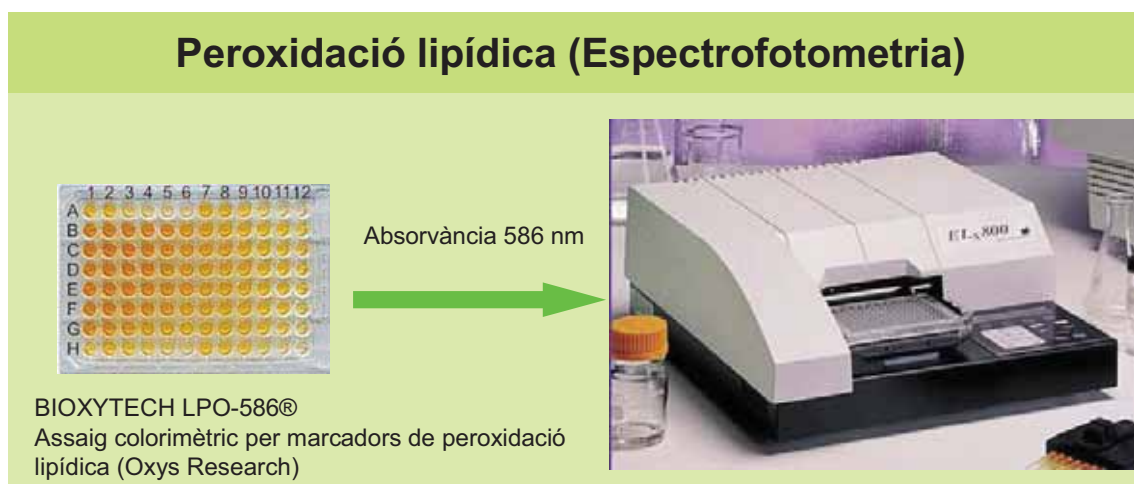 Peroxidació lipídica (Espectrofotometria)
1 2 3 4 5 6 7 8 9 10 11 12
A
B
C
D
E
F
G
H
Absorvància 586 nm
ELx800
BIOXYTECH LPO-586®
Assaig colorimètric per marcadors de peroxidació
lipídica (Oxys Research)